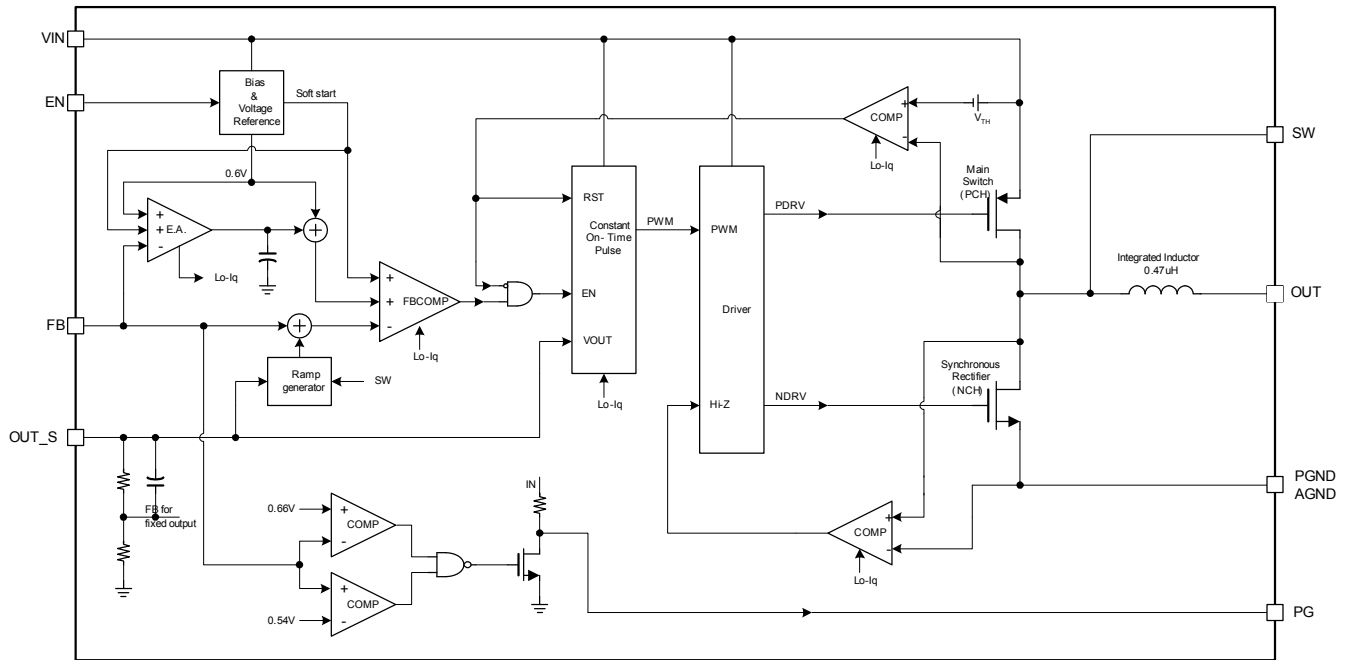 VIN
EN
Bias
&
Voltage
Reference
Soft start
0.6V
+
+ E.A.
-
Lo-Iq
+
+
FBCOMP
-
Lo-Iq
FB
Ramp
generator
SW
OUT_S
FB for
fixed output
0.66V
+
COMP
-
+
COMP
-
0.54V
IN
RST
Constant
On- Time
Pulse
EN
VOUT
Lo-Iq
PWM
PWM
Driver
Hi-Z
PDRV
NDRV
+
COMP
-
Lo-Iq
VTH
Main
Switch
(PCH)
Synchronous
Rectifier
(NCH)
+
COMP
-
Lo-Iq
Integrated Inductor
0.47uH
SW
OUT
PGND
AGND
PG